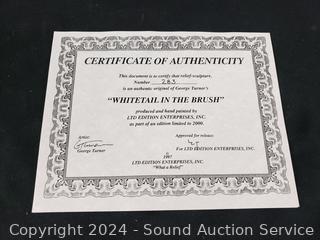 CERTIFICATE OF AUTHENTICITY
This document is to certify that relief-sculpture,
Number 283
is an authentic original of George Turner's
"WHITETAIL IN THE BRUSH"
produced and hand painted by
LTD EDITION ENTERPRISES, INC.
as part of an edition limited to 2000.
Artist: Approved for release:
George Turner For LTD EDITION ENTERPRISES, INC.
©
1987
LTD EDITION ENTERPRISES, INC.
"What a Relief"
Copyright 2024 - Sound Auction Service